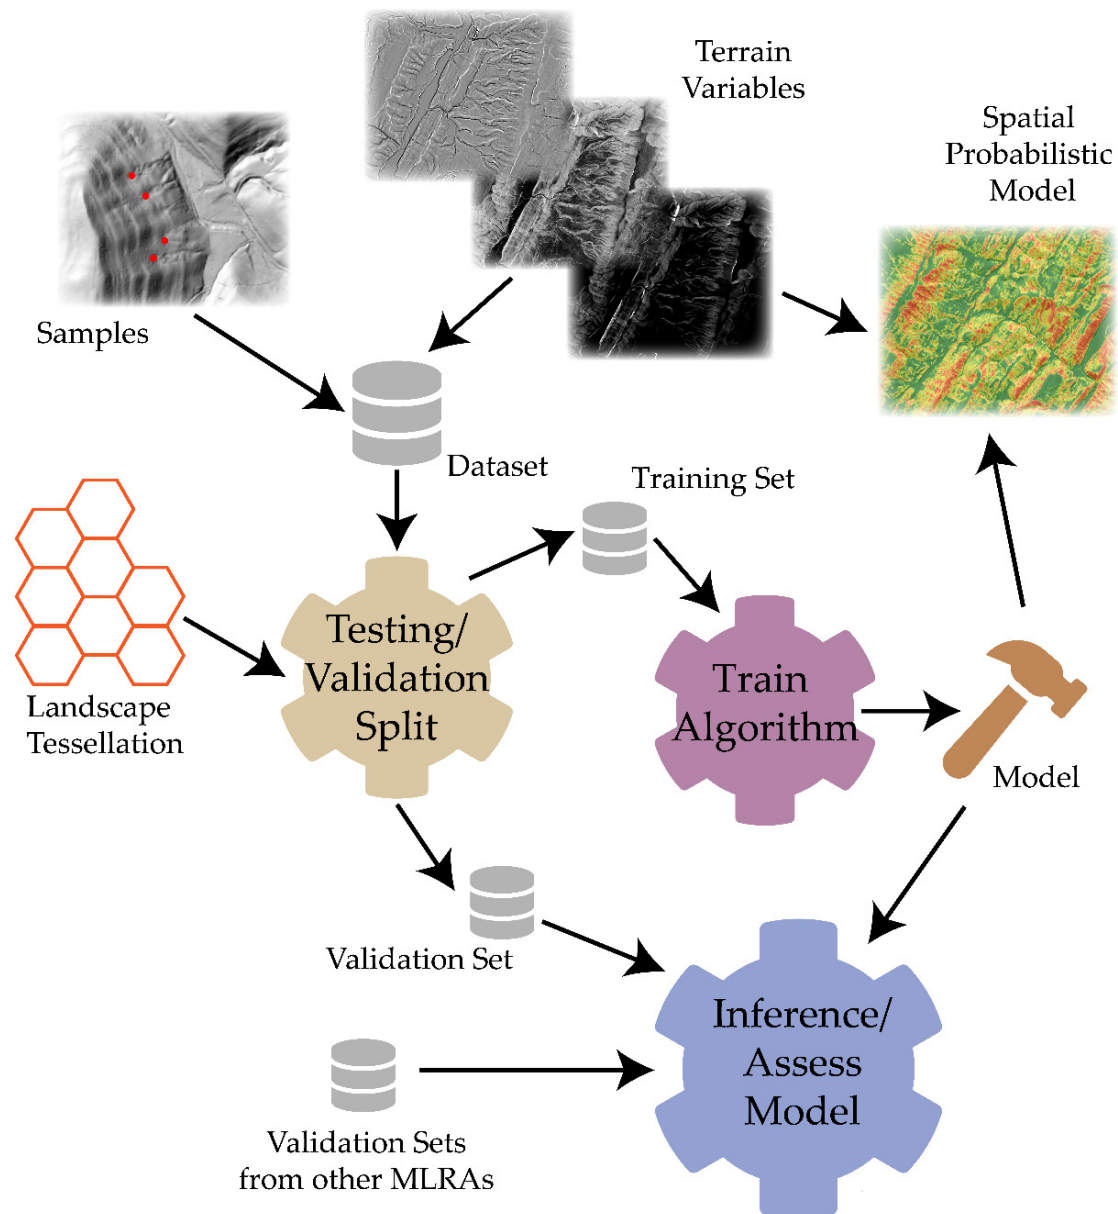 Terrain
Variables
Spatial
Probabilistic
Model
Samples
Dataset
Training Set
Testing/
Validation
Split
Landscape
Tessellation
Train
Algorithm
Model
Validation Set
Inference/
Assess
Model
Validation Sets
from other MLRAs